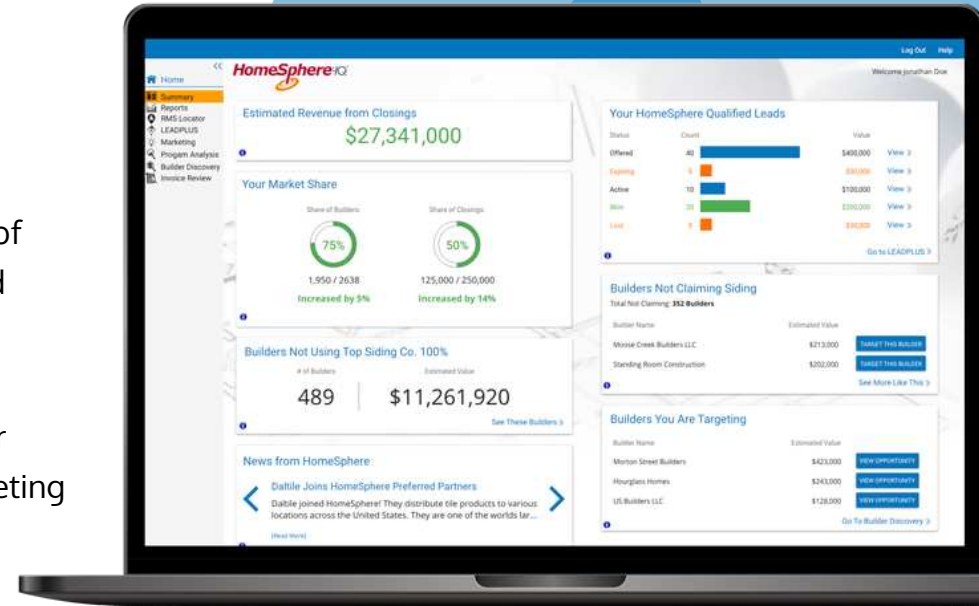 of
d
r
eting
Log Out Help
HomeSphere-IQ
Welcome Jonathan Doe
Home
Summary
Reports
RMS Locator
LEADPLUS
Marketing
Progam Analysis
Builder Discovery
Invoice Review
Estimated Revenue from Closings
$27,341,000
Your Market Share
Share of Builders Share of Closings
75% 50%
1,950 / 2638 125,000 / 250,000
Increased by 5% Increased by 14%
Builders Not Using Top Siding Co. 100%
# of Builders Estimated Value
489 $11,261,920
See These Builders >
News from HomeSphere
Daltile Joins HomeSphere Preferred Partners
Daltile joined HomeSphere! They distribute tile products to various
locations across the United States. They are one of the worlds lar...
[Read More]
Your HomeSphere Qualified Leads
Status Count Value
Offered 40 $400,000 View >
Expiring 5 View >
Active 10 $100,000 View >
Won 20 View >
Lost View >
Go to LEADPLUS >
Builders Not Claiming Siding
Total Not Claiming: 352 Builders
Builder Name Estimated Value
Moose Creek Builders LLC $213,000 TARGET THIS BUILDER
Standing Room Construction $202,000 TARGET THIS BUILDER
See More Like This >
Builders You Are Targeting
Builder Name Estimated Value
Morton Street Builders $423,000 VIEW OPPORTUNITY
Hourglass Homes $243,000 VIEW OPPORTUNITY
US Builders LLC $128,000 VIEW OPPORTUNITY
Go To Builder Discovery >